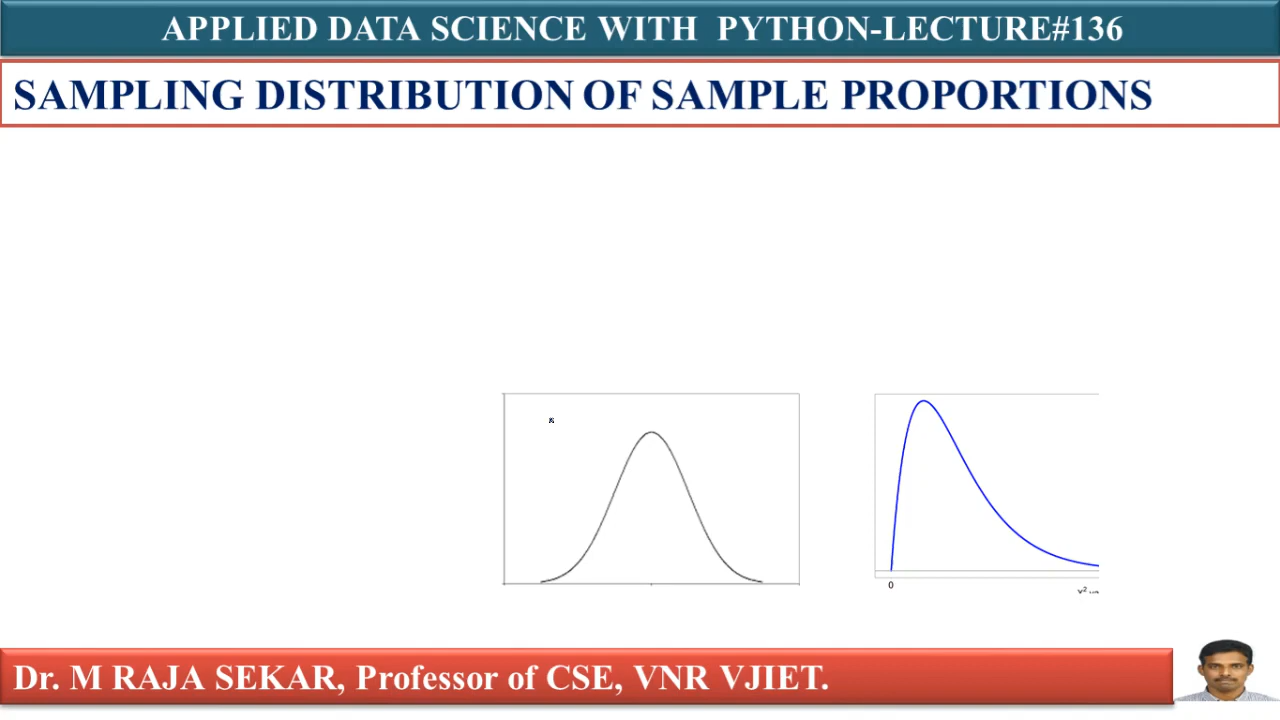 APPLIED DATA SCIENCE WITH PYTHON-LECTURE#136
SAMPLING DISTRIBUTION OF SAMPLE PROPORTIONS
0
Dr. M RAJA SEKAR, Professor of CSE, VNR VJIET.